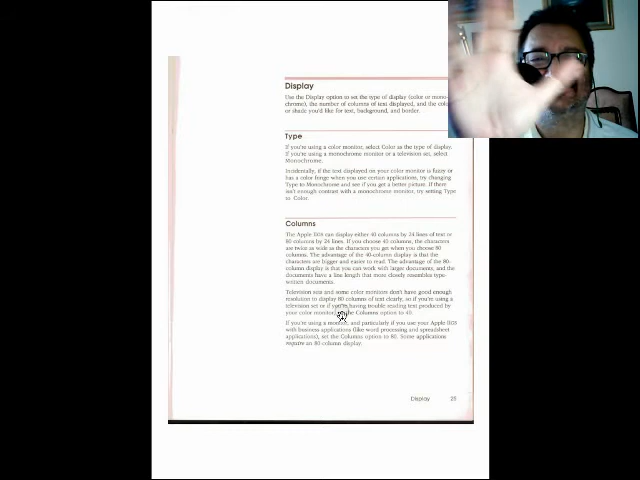 Display
Use the Display option to set the type of display (color or mono-
chrome), the number of columns of text displayed, and the colo
or shade you'd like for text, background, and border.
Type
If you're using a color monitor, select Color as the type of display.
If you're using a monochrome monitor or a television set, select
Monochrome.
Incidentally, if the text displayed on your color monitor is fuzzy or
has a color fringe when you use certain applications, try changing
Type to Monochrome and see if you get a better picture. If there
isn't enough contrast with a monochrome monitor, try setting Type
to Color.
Columns
The Apple IIGS can display either 40 columns by 24 lines of text or
80 columns by 24 lines. If you choose 40 columns, the characters
are twice as wide as the characters you get when you choose 80
columns. The advantage of the 40-column display is that the
characters are bigger and easier to read. The advantage of the 80-
column display is that you can work with larger documents, and the
documents have a line length that more closely resembles type-
written documents.
Television sets and some color monitors don't have good enough
resolution to display 80 columns of text clearly, so if you're using a
television set or if you're having trouble reading text produced by
your color monitor, the Columns option to 40
If you're using a monitor, and particularly if you use your Apple IIGS
with business applications (like word processing and spreadsheet
applications), set the Columns option to 80. Some applications
require an 80 column display.
Display 25